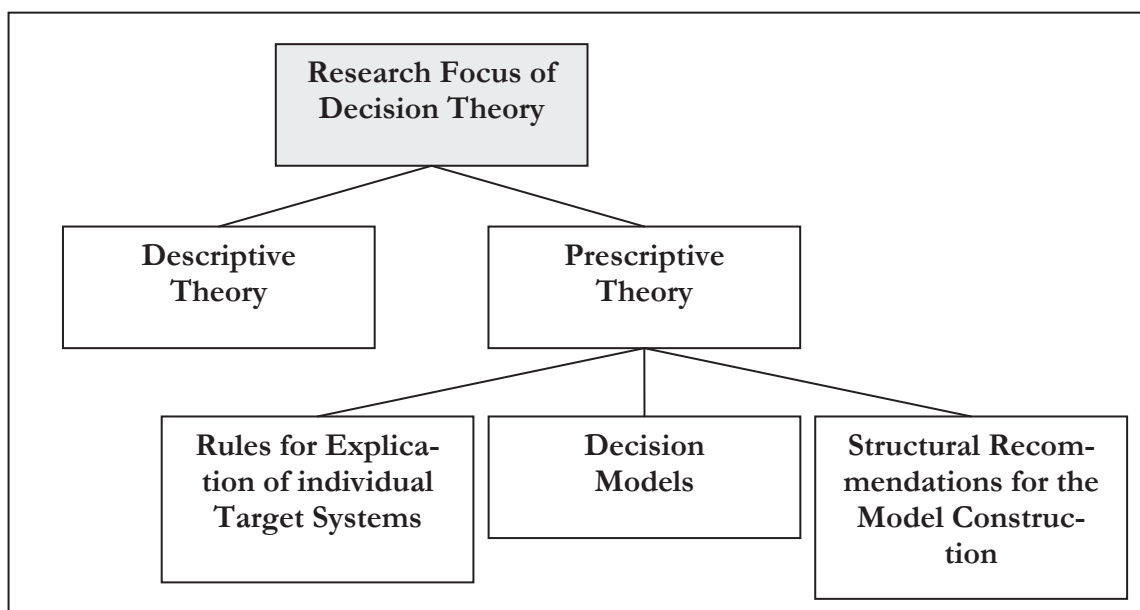 Research Focus of
Decision Theory
Descriptive
Theory
Prescriptive
Theory
Rules for Explica-
tion of individual
Target Systems
Decision
Models
Structural Recom-
mendations for the
Model Construc-
tion